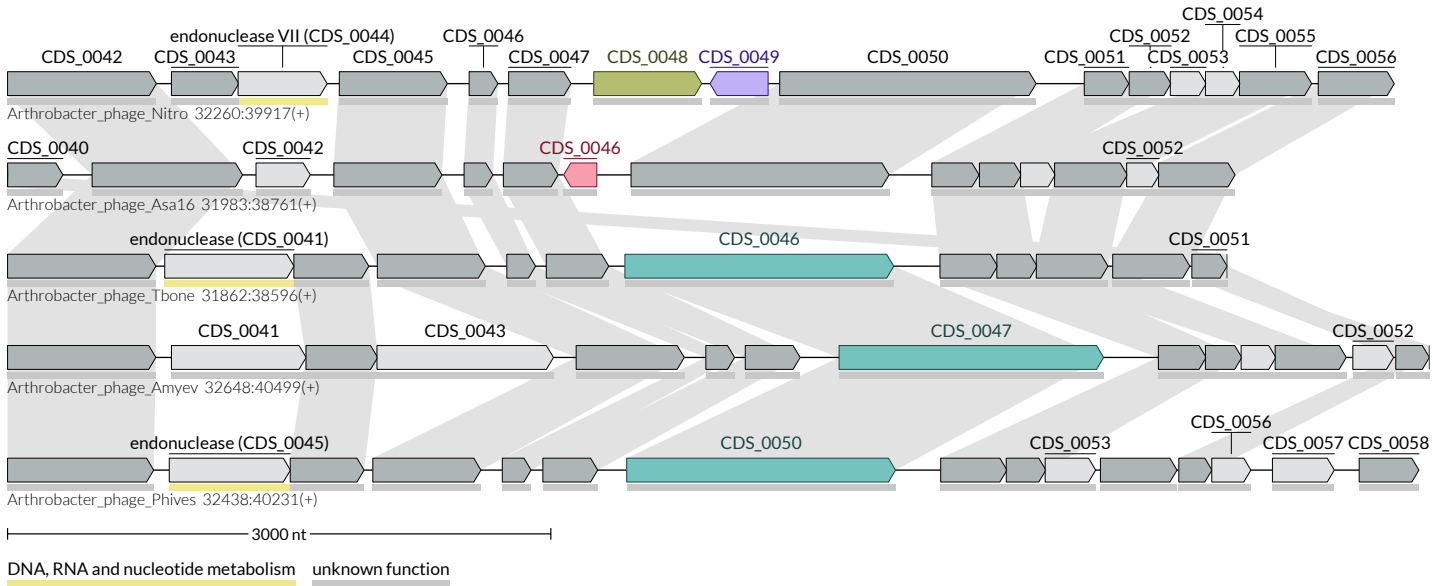 CDS_0054
endonuclease VII (CDS_0044) CDS_0046 CDS_0052 CDS_0055
CDS_0042 CDS_0043 CDS_0045 CDS_0047 CDS_0048 CDS_0049 CDS_0050 CDS_0051 CDS_0053 CDS_0056
Arthrobacter_phage_Nitro 32260:39917(+)
CDS_0040 CDS_0042 CDS_0046 CDS_0052
Arthrobacter_phage_Asa16 31983:38761(+)
endonuclease (CDS_0041) CDS_0046 CDS_0051
Arthrobacter_phage_Tbone 31862:38596(+)
CDS_0041 CDS_0043 CDS_0047 CDS_0052
Arthrobacter_phage_Amyev 32648:40499(+)
CDS_0056
endonuclease (CDS_0045) CDS_0050 CDS_0053 CDS_0057 CDS_0058
Arthrobacter_phage_Phives 32438:40231(+)
3000 nt
DNA, RNA and nucleotide metabolism unknown function